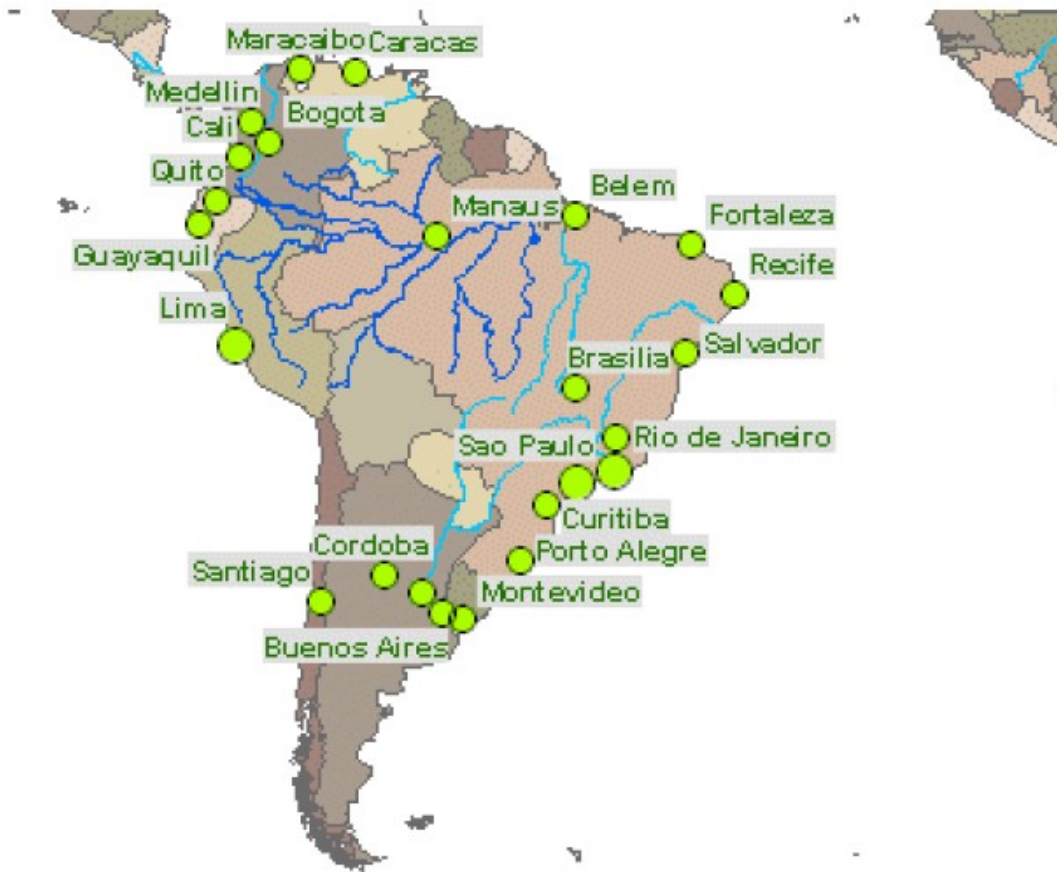 Maracaibo
Caracas
Medellin
Bogota
Cali
Quito
Manaus
Belem
Fortaleza
Guayaquil
Recife
Lima
Salvador
Brasilia
Rio de Janeiro
Sao Paulo
Curitiba
Cordoba
Porto Alegre
Santiago
Montevideo
Buenos Aires